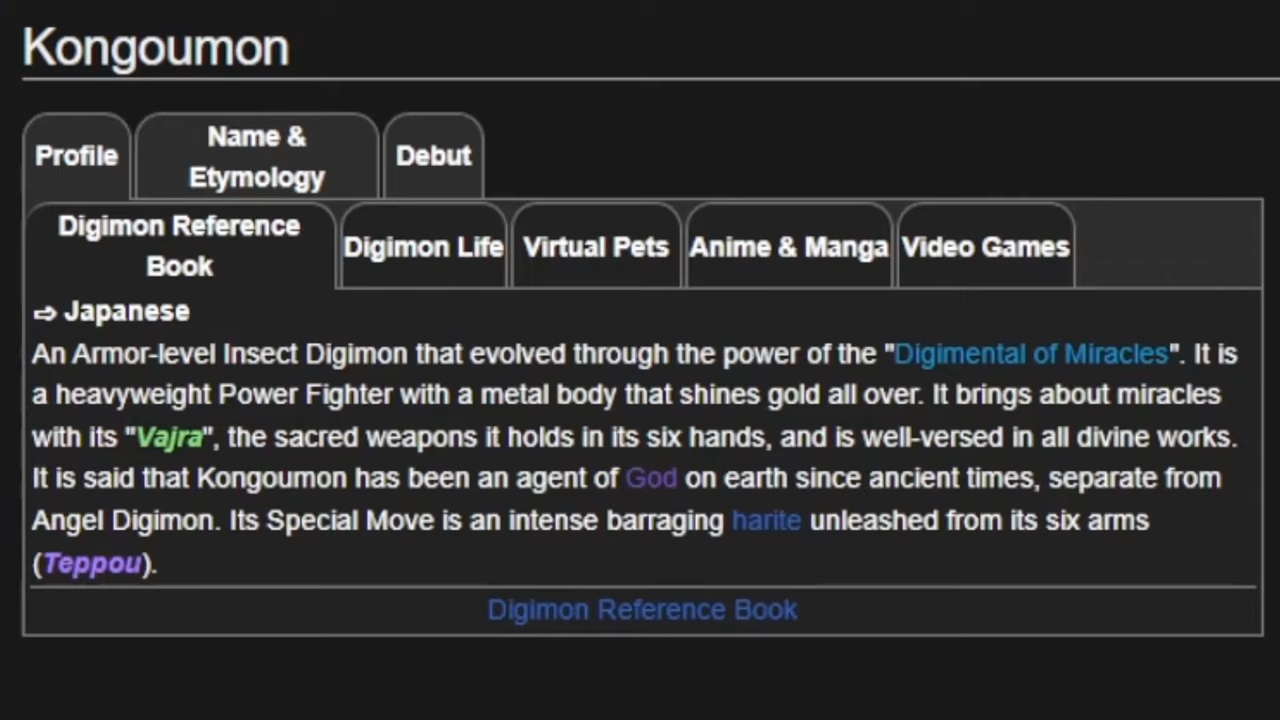 Kongoumon
Profile
Name &
Etymology
Debut
Digimon Reference
Book
Digimon Life
Virtual Pets
Anime & Manga
Video Games
⇨ Japanese
An Armor-level Insect Digimon that evolved through the power of the "Digimental of Miracles". It is
a heavyweight Power Fighter with a metal body that shines gold all over. It brings about miracles
with its "Vajra", the sacred weapons it holds in its six hands, and is well-versed in all divine works.
It is said that Kongoumon has been an agent of God on earth since ancient times, separate from
Angel Digimon. Its Special Move is an intense barraging harite unleashed from its six arms
(Teppou).
Digimon Reference Book